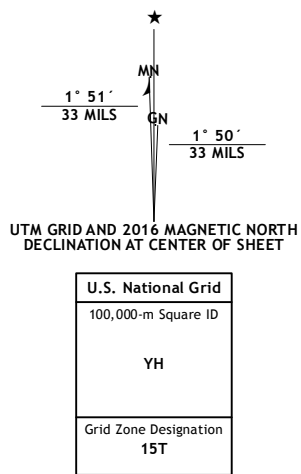 ★
MN
1° 51´
33 MILS
GN
1° 50´
33 MILS
UTM GRID AND 2016 MAGNETIC NORTH
DECLINATION AT CENTER OF SHEET
U.S. National Grid
100,000-m Square ID
YH
Grid Zone Designation
15T